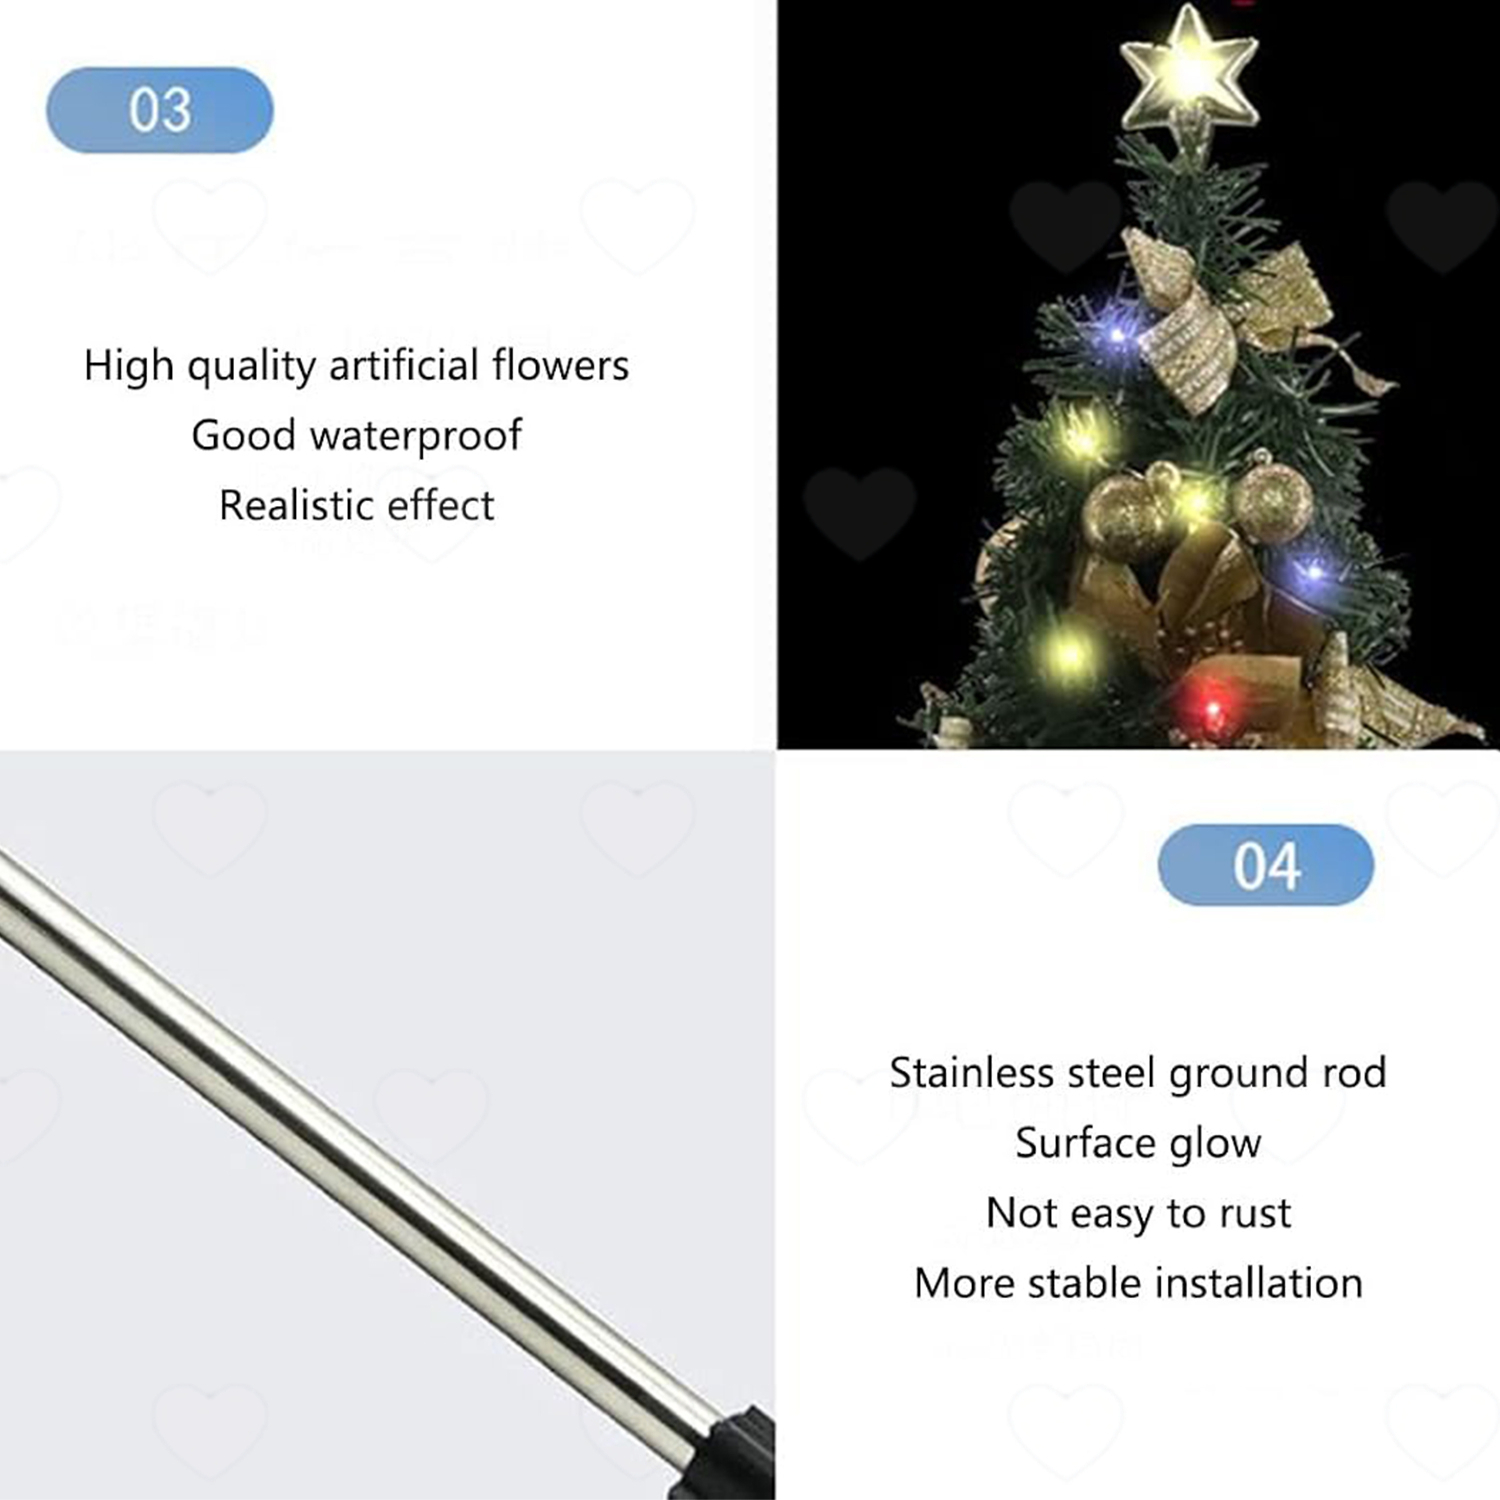 03
High quality artificial flowers
Good waterproof
Realistic effect
04
Stainless steel ground rod
Surface glow
Not easy to rust
More stable installation